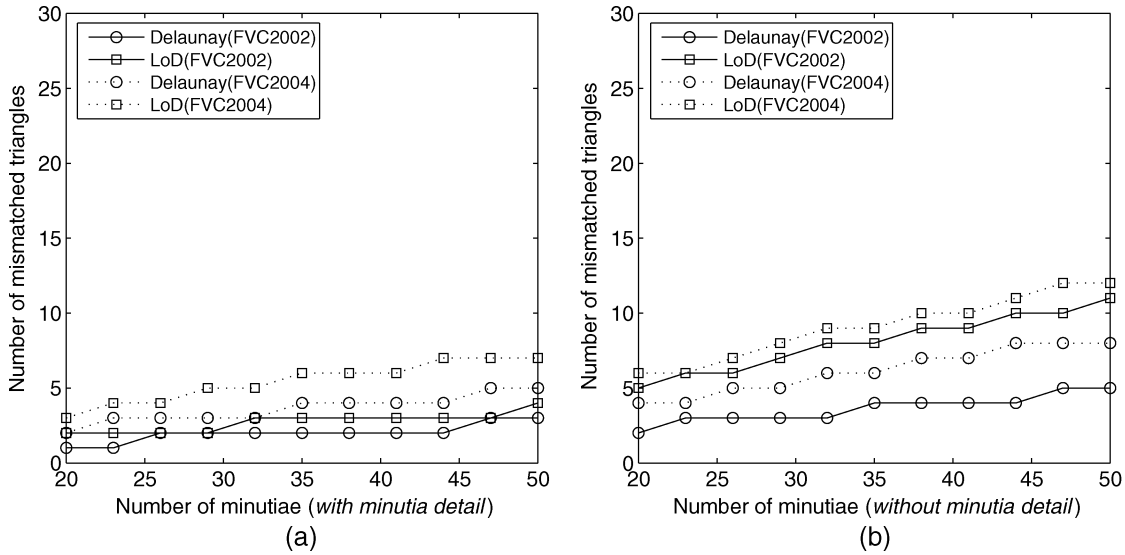 Number of mismatched triangles
30
25
20
15
10
5
0
Delaunay(FVC2002)
LoD(FVC2002)
Delaunay(FVC2004)
LoD(FVC2004)
20 25 30 35 40 45 50
Number of minutiae (with minutia detail)
(a)
Number of mismatched triangles
30
25
20
15
10
5
0
Delaunay(FVC2002)
LoD(FVC2002)
Delaunay(FVC2004)
LoD(FVC2004)
20 25 30 35 40 45 50
Number of minutiae (without minutia detail)
(b)